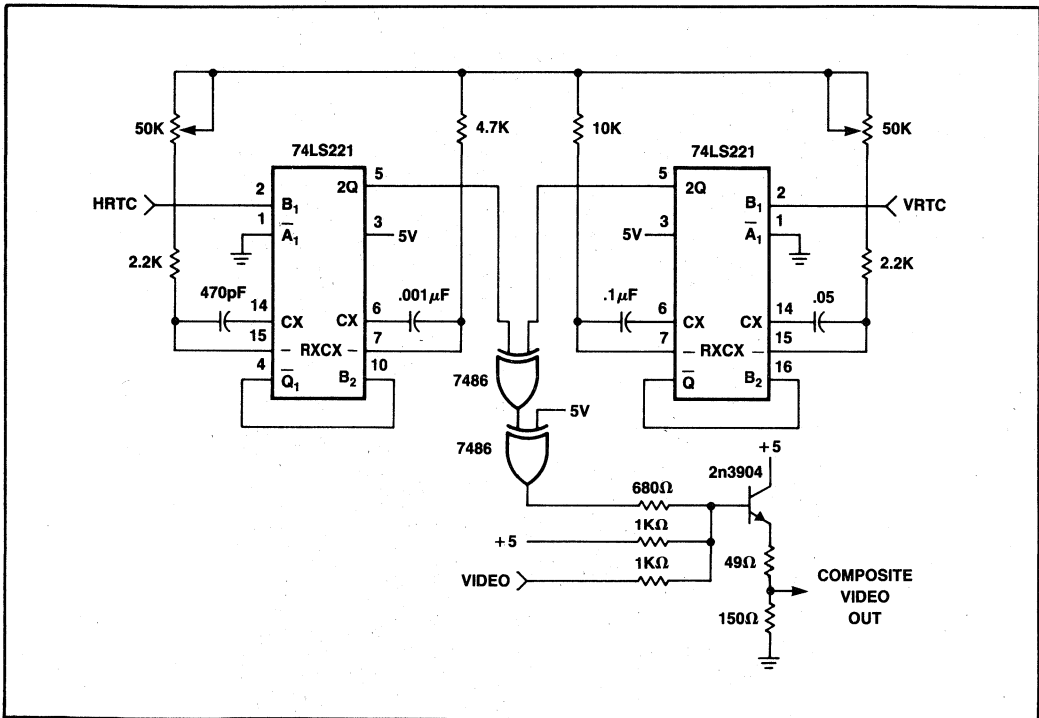 50K
4.7K
10K
50K
74LS221
74LS221
HRTC
2
B1
1
A1
2Q
5
3
5V
5
2Q
3
5V
B1
2
A1
1
VRTC
2.2K
470pF
14
CX
15
4
Q1
CX
6
.001µF
RXCX
7
B2
10
.1µF
6
CX
7
RXCX
Q
CX
14
.05
15
B2
16
2.2K
7486
5V
7486
+5
2n3904
680Ω
+5
1KΩ
VIDEO
1KΩ
49Ω
150Ω
COMPOSITE
VIDEO
OUT